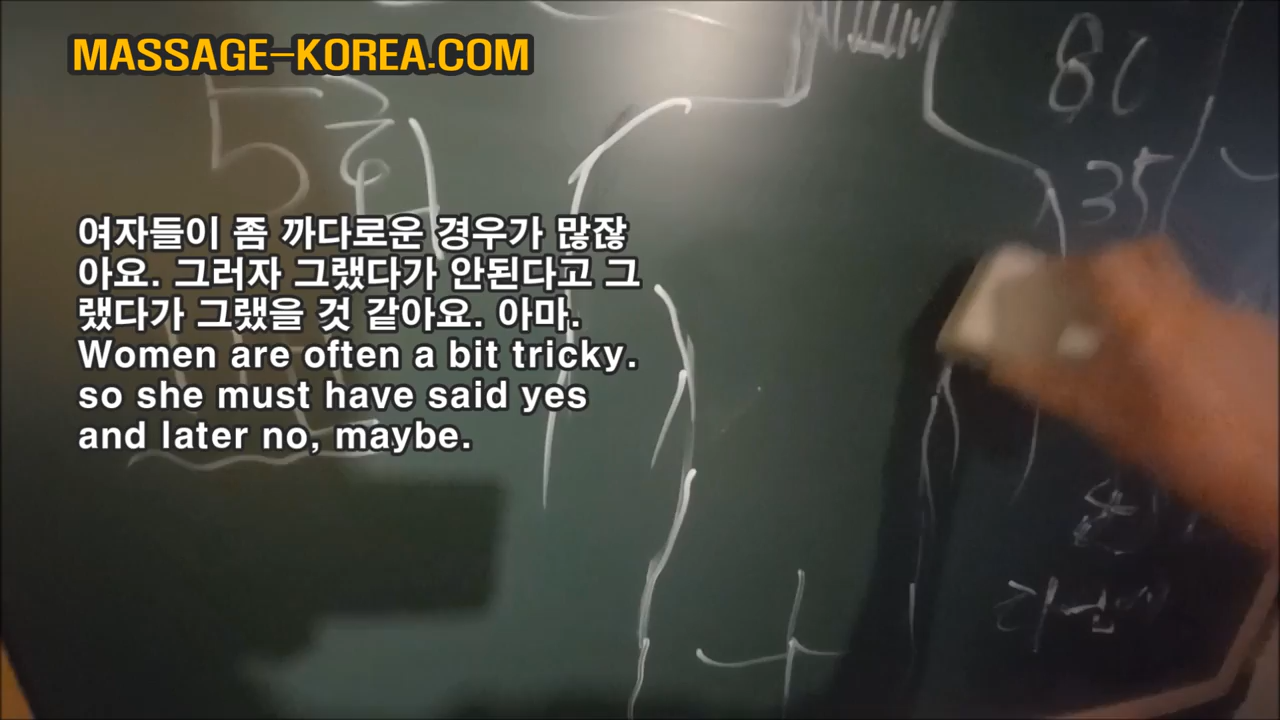 MASSAGE-KOREA.COM
80
35
여자들이 좀 까다로운 경우가 많잖
아요. 그러자 그랬다가 안된다고 그
랬다가 그랬을 것 같아요. 아마.
Women are often a bit tricky.
so she must have said yes
and later no, maybe.